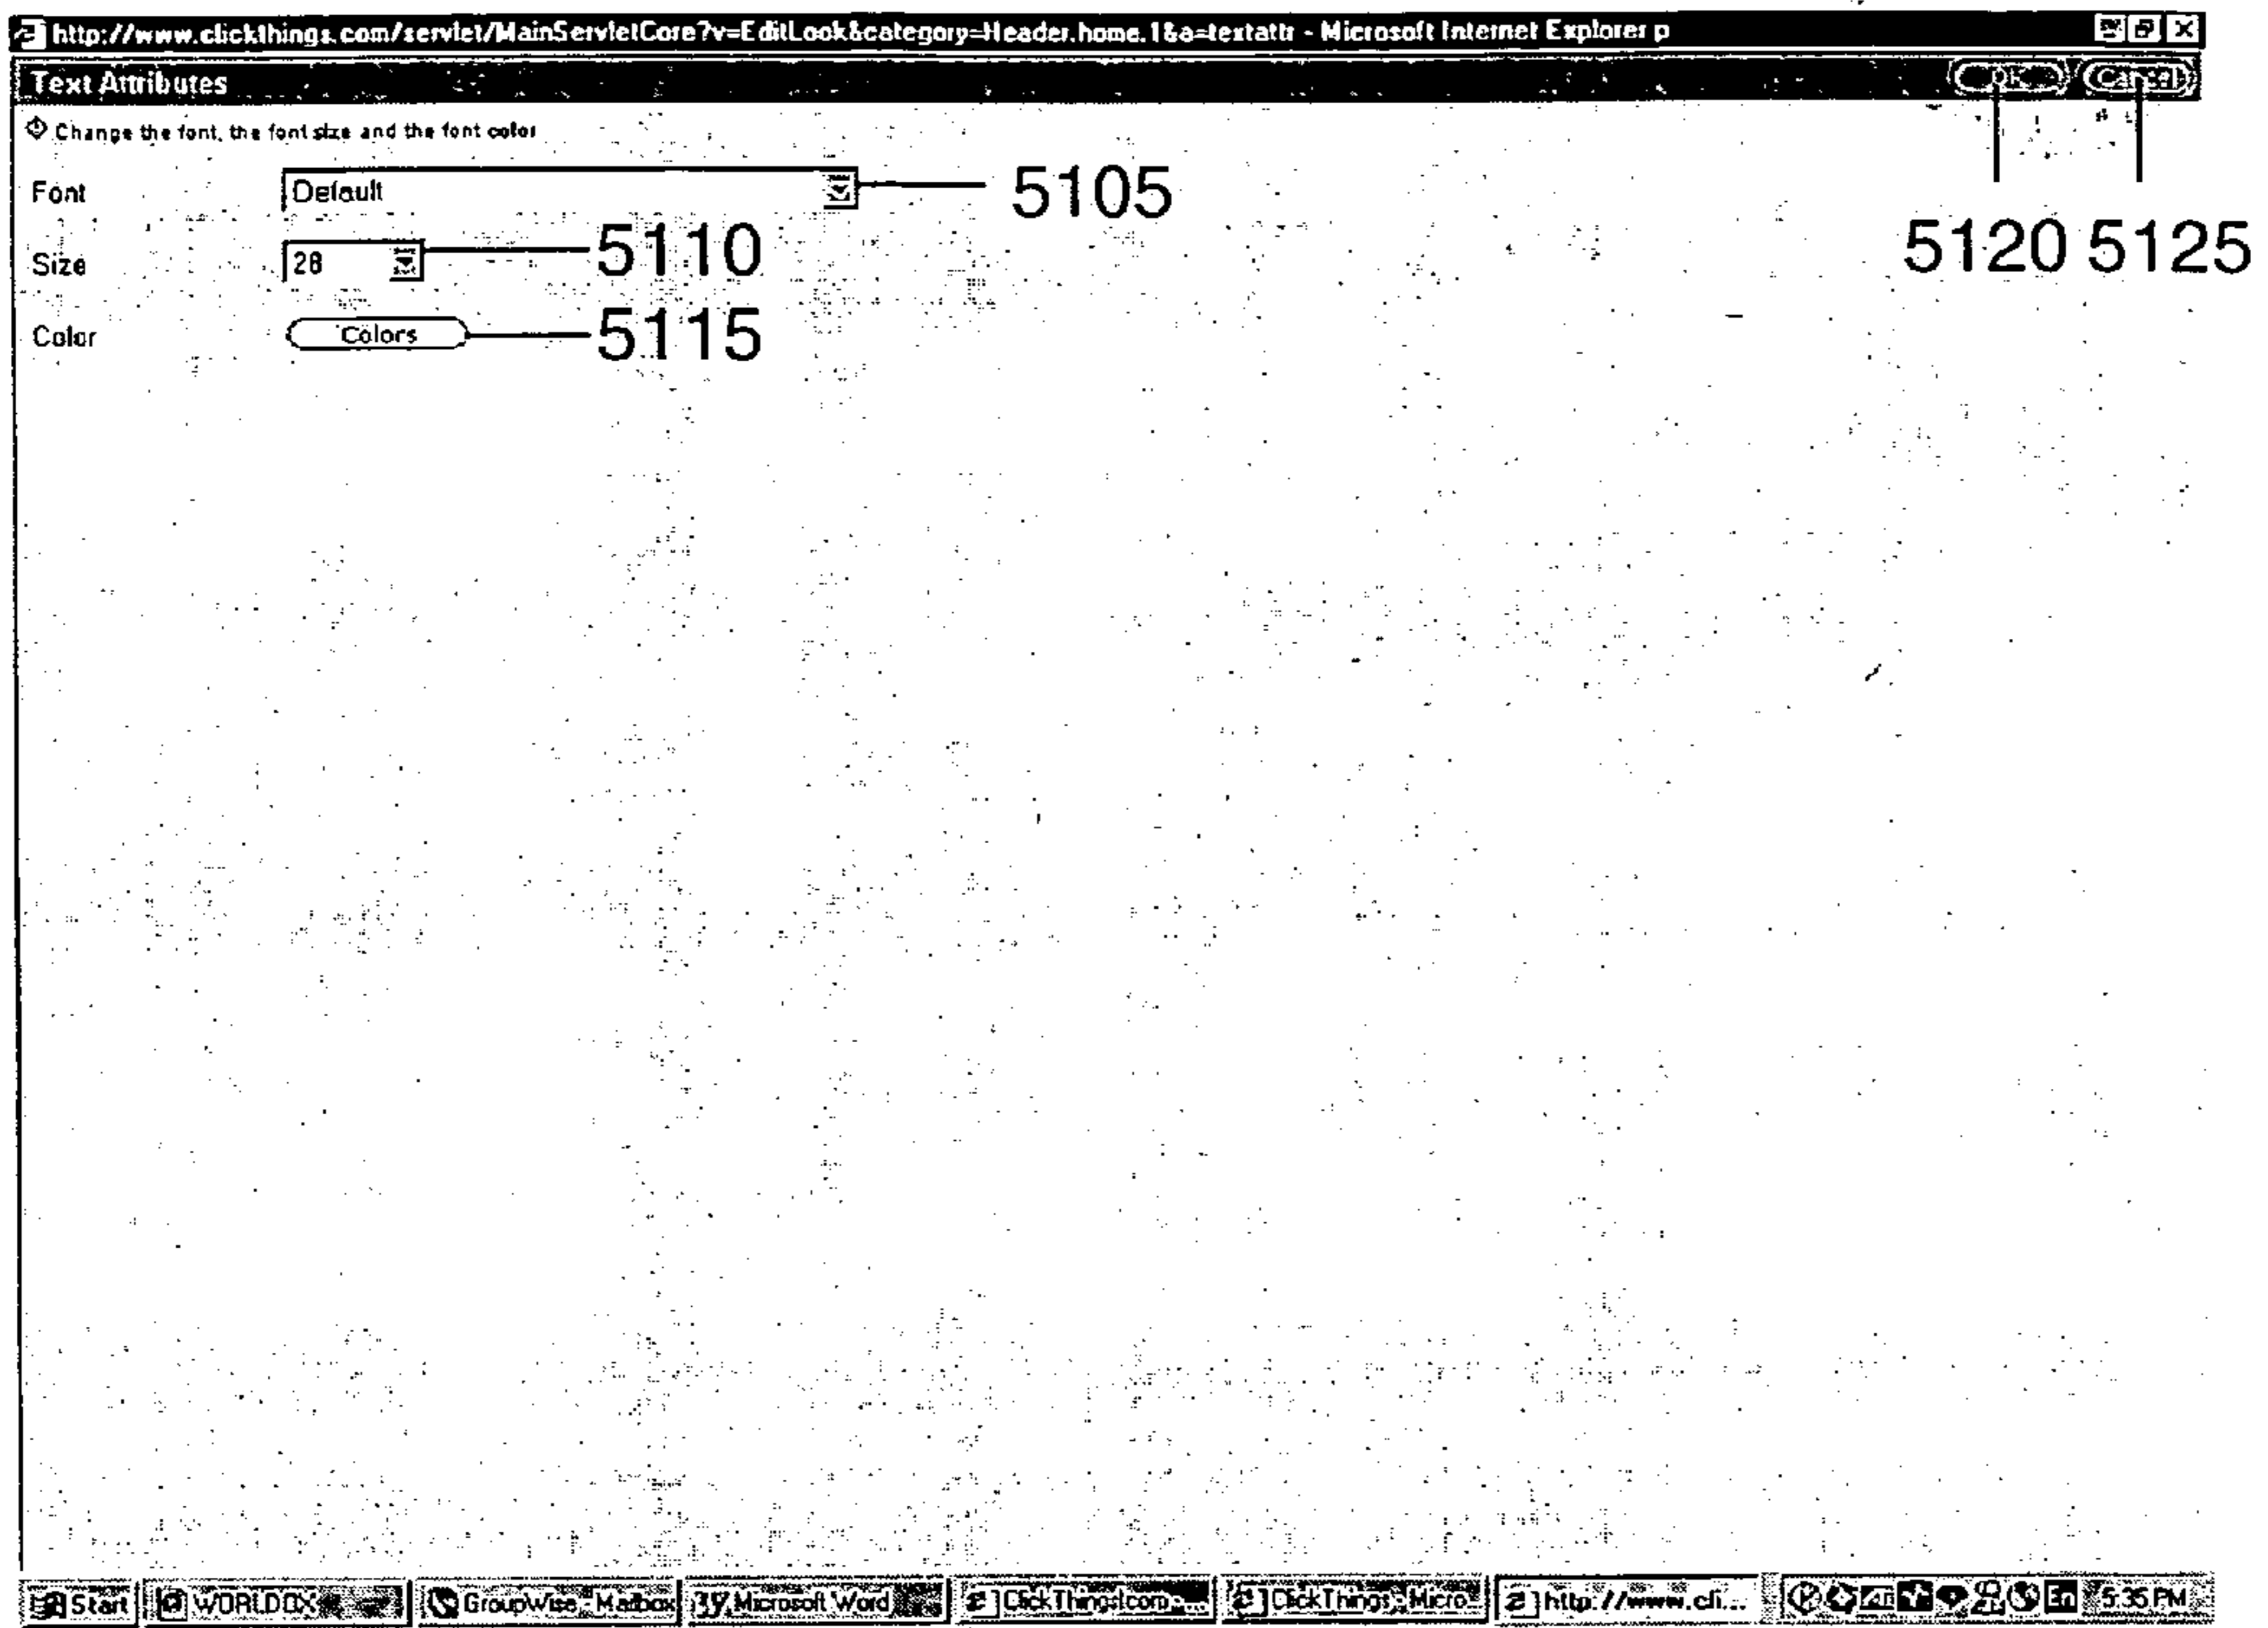 http://www.clickthings.com/servlet/MainServletCore?v=EditLook&category=Header.home.1&a=textattr - Microsoft Internet Explorer p
Text Attributes OK Cancel
Change the font, the font size and the font color
Font Default 5105
Size 28 5110 5120 5125
Color Colors 5115
Start WORLDOX GroupWise - Mailbox Microsoft Word ClickThings ClickThings - Micro... http://www.cli... En 5:35 PM